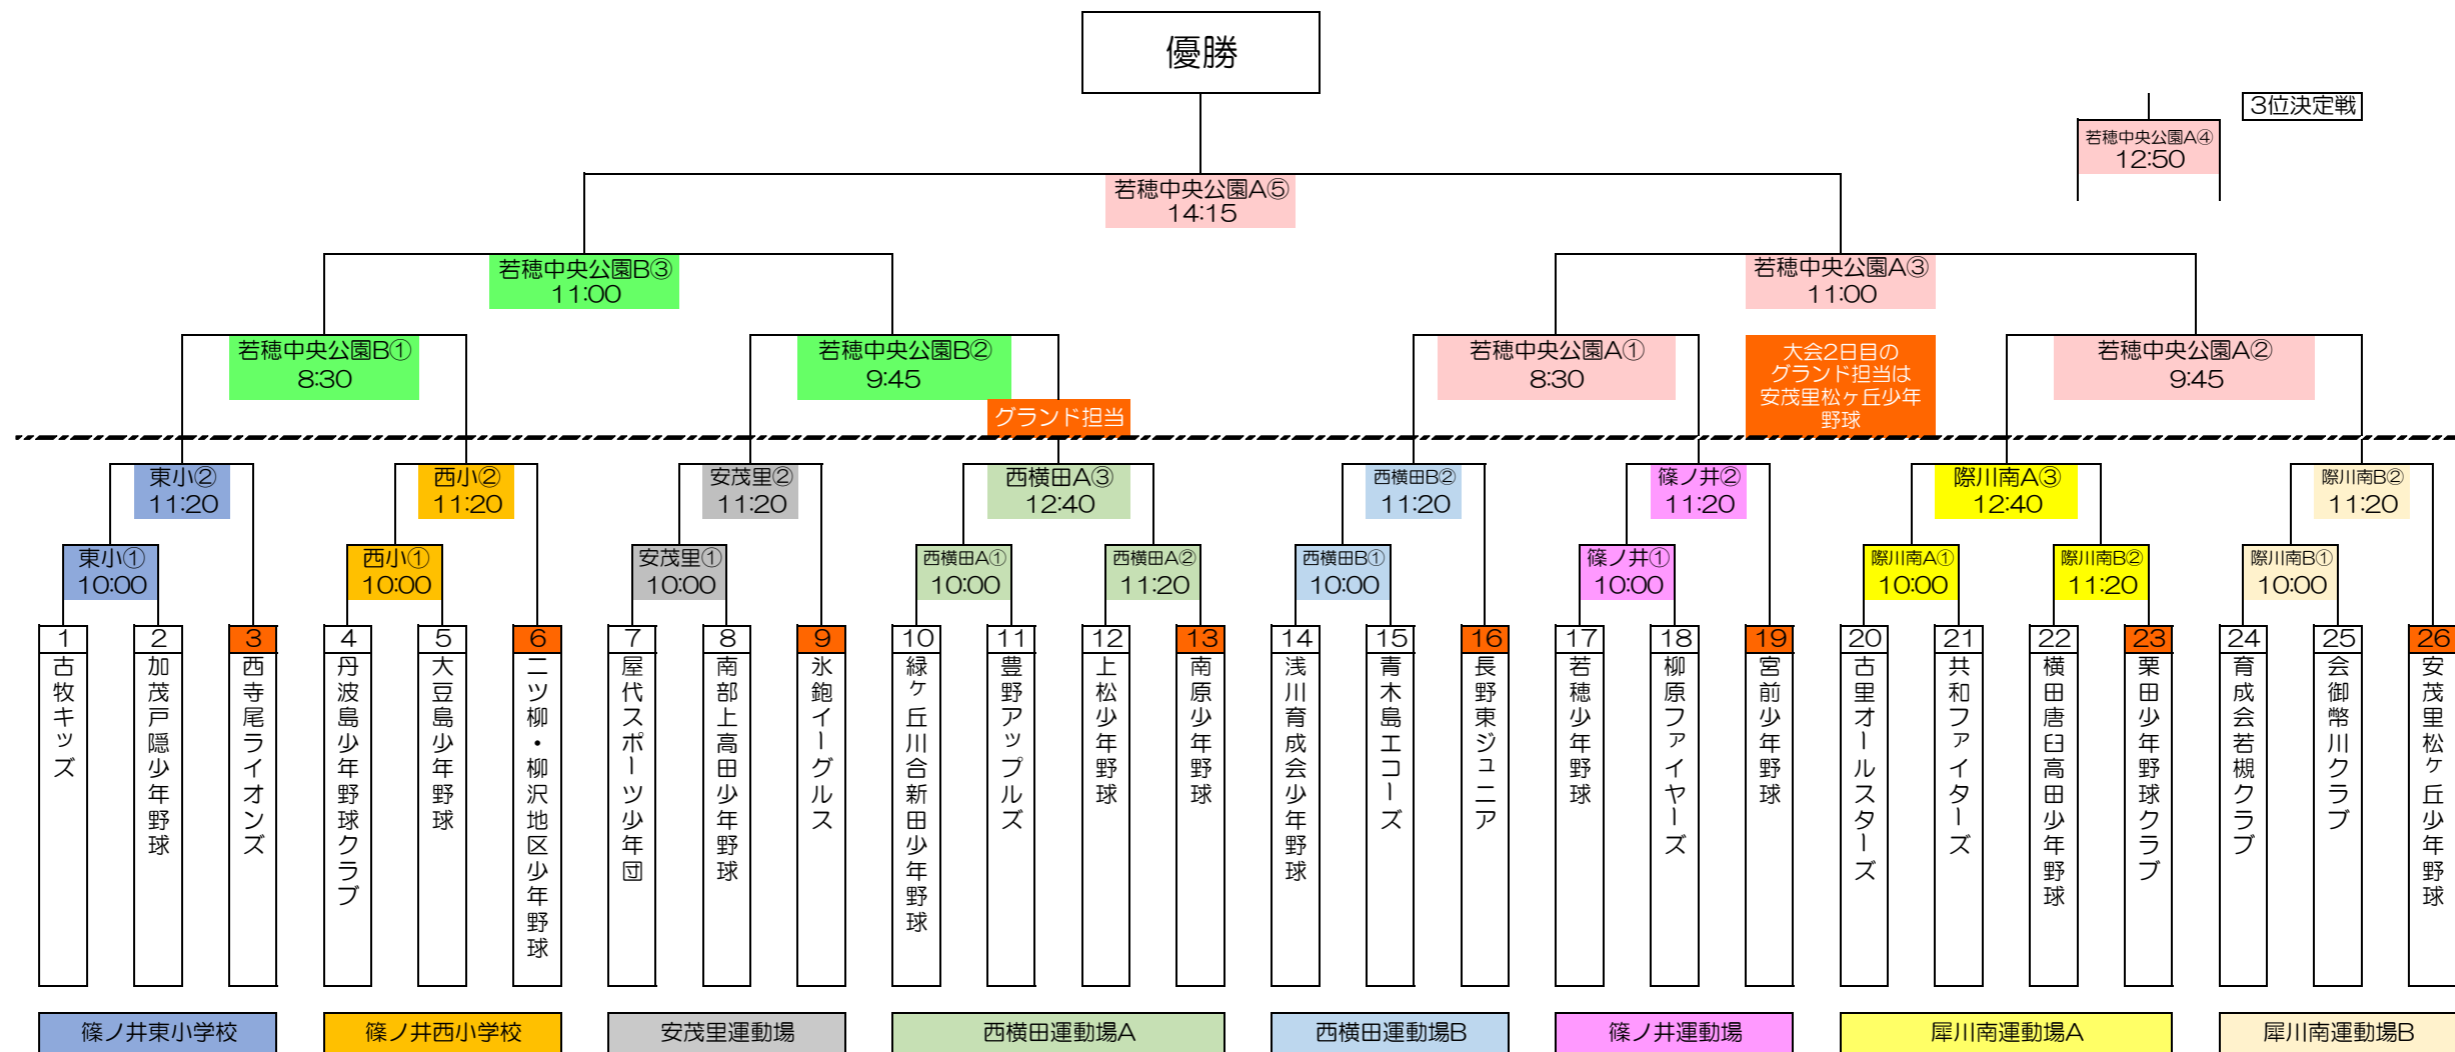 優勝
3位決定戦
若穂中央公園A④
12:50
若穂中央公園A⑤
14:15
若穂中央公園B③
11:00
若穂中央公園A③
11:00
若穂中央公園B①
8:30
若穂中央公園B②
9:45
若穂中央公園A①
8:30
大会2日目の
グランド担当は
安茂里松ヶ丘少年
野球
若穂中央公園A②
9:45
グランド担当
東小②
11:20
西小②
11:20
安茂里②
11:20
西横田A③
12:40
西横田B②
11:20
篠ノ井②
11:20
際川南A③
12:40
際川南B②
11:20
東小①
10:00
西小①
10:00
安茂里①
10:00
西横田A①
10:00
西横田A②
11:20
西横田B①
10:00
篠ノ井①
10:00
際川南A①
10:00
際川南B②
11:20
際川南B①
10:00
1
古牧キッズ
2
加茂戸隠少年野球
3
西寺尾ライオンズ
4
丹波島少年野球クラブ
5
大豆島少年野球
6
二ツ柳・柳沢地区少年野球
7
屋代スポーツ少年団
8
南部上高田少年野球
9
氷鉋イーグルス
10
緑ケ丘川合新田少年野球
11
豊野アップルズ
12
上松少年野球
13
南原少年野球
14
浅川育成会少年野球
15
青木島エコーズ
16
長野東ジュニア
17
若穂少年野球
18
柳原ファイヤーズ
19
宮前少年野球
20
古里オールスターズ
21
共和ファイターズ
22
横田唐臼高田少年野球
23
栗田少年野球クラブ
24
育成会若槻クラブ
25
会御幣川クラブ
26
安茂里松ケ丘少年野球
篠ノ井東小学校
篠ノ井西小学校
安茂里運動場
西横田運動場A
西横田運動場B
篠ノ井運動場
犀川南運動場A
犀川南運動場B